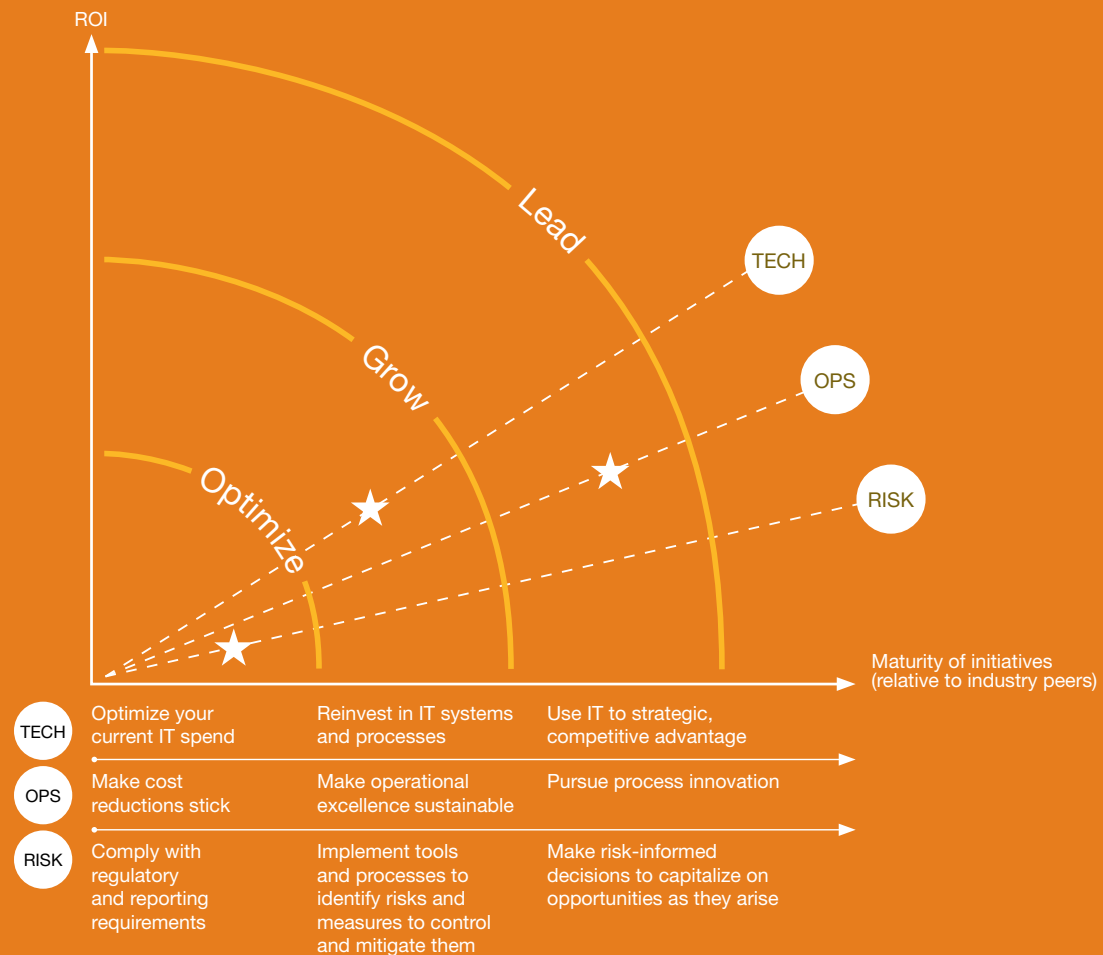 ROI
Lead
Grow
Optimize
TECH
OPS
RISK
Maturity of initiatives
(relative to industry peers)
TECH
Optimize your
current IT spend
Reinvest in IT systems
and processes
Use IT to strategic,
competitive advantage
OPS
Make cost
reductions stick
Make operational
excellence sustainable
Pursue process innovation
RISK
Comply with
regulatory
and reporting
requirements
Implement tools
and processes to
identify risks and
measures to control
and mitigate them
Make risk-informed
decisions to capitalize on
opportunities as they arise